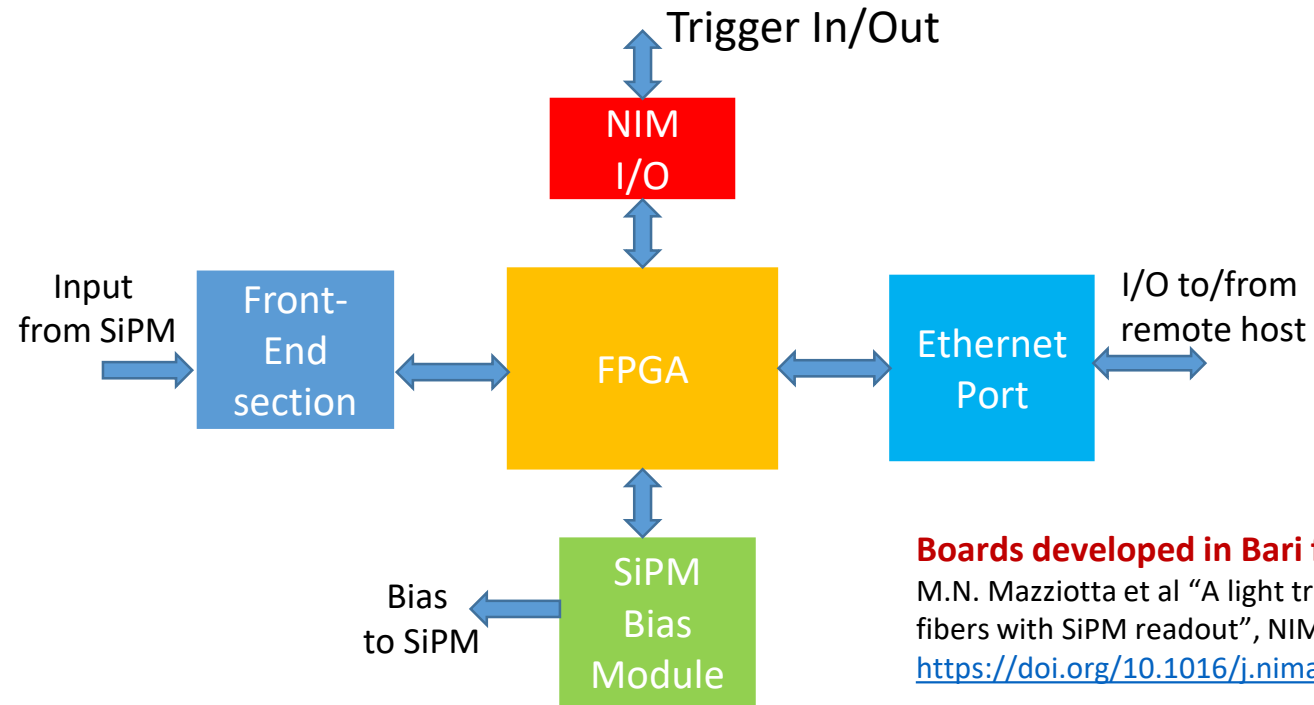 Trigger In/Out
NIM
I/O
Input
from SiPM
Front-
End
section
FPGA
Ethernet
Port
I/O to/from
remote host
SiPM
Bias
Module
Bias
to SiPM
Boards developed in Bari
M.N. Mazziotta et al “A light
fibers with SiPM readout”, NIM
https://doi.org/10.1016/j.nima